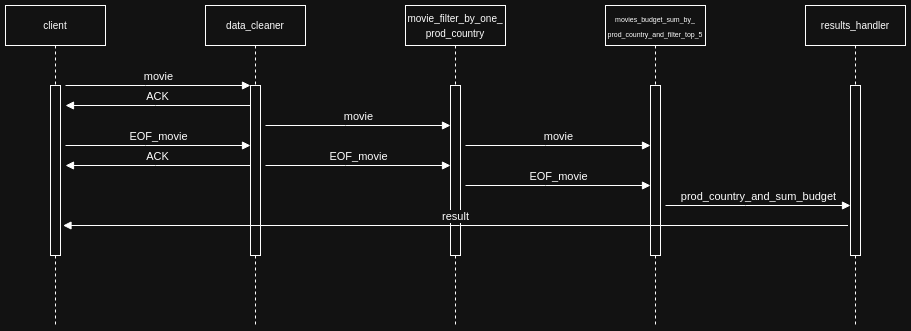 client
data_cleaner
movie_filter_by_one_
prod_country
movies_budget_sum_by_
prod_country_and_filter_top_5
results_handler
movie
ACK
movie
EOF_movie
movie
ACK
EOF_movie
EOF_movie
prod_country_and_sum_budget
result